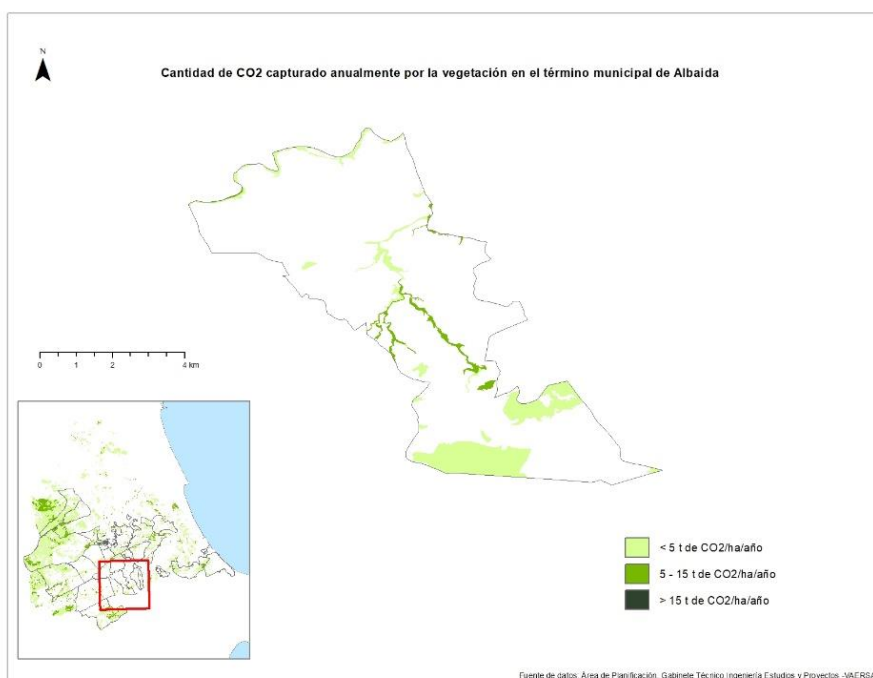 N
Cantidad de CO2 capturado anualmente por la vegetación en el término municipal de Albaida
0 2 4 km
< 5 t de CO2/ha/año
5 - 15 t de CO2/ha/año
> 15 t de CO2/ha/año
Fuente de datos: Área de Planificación. Gabinete Técnico Ingeniería Estudios y Proyectos -VAERSA